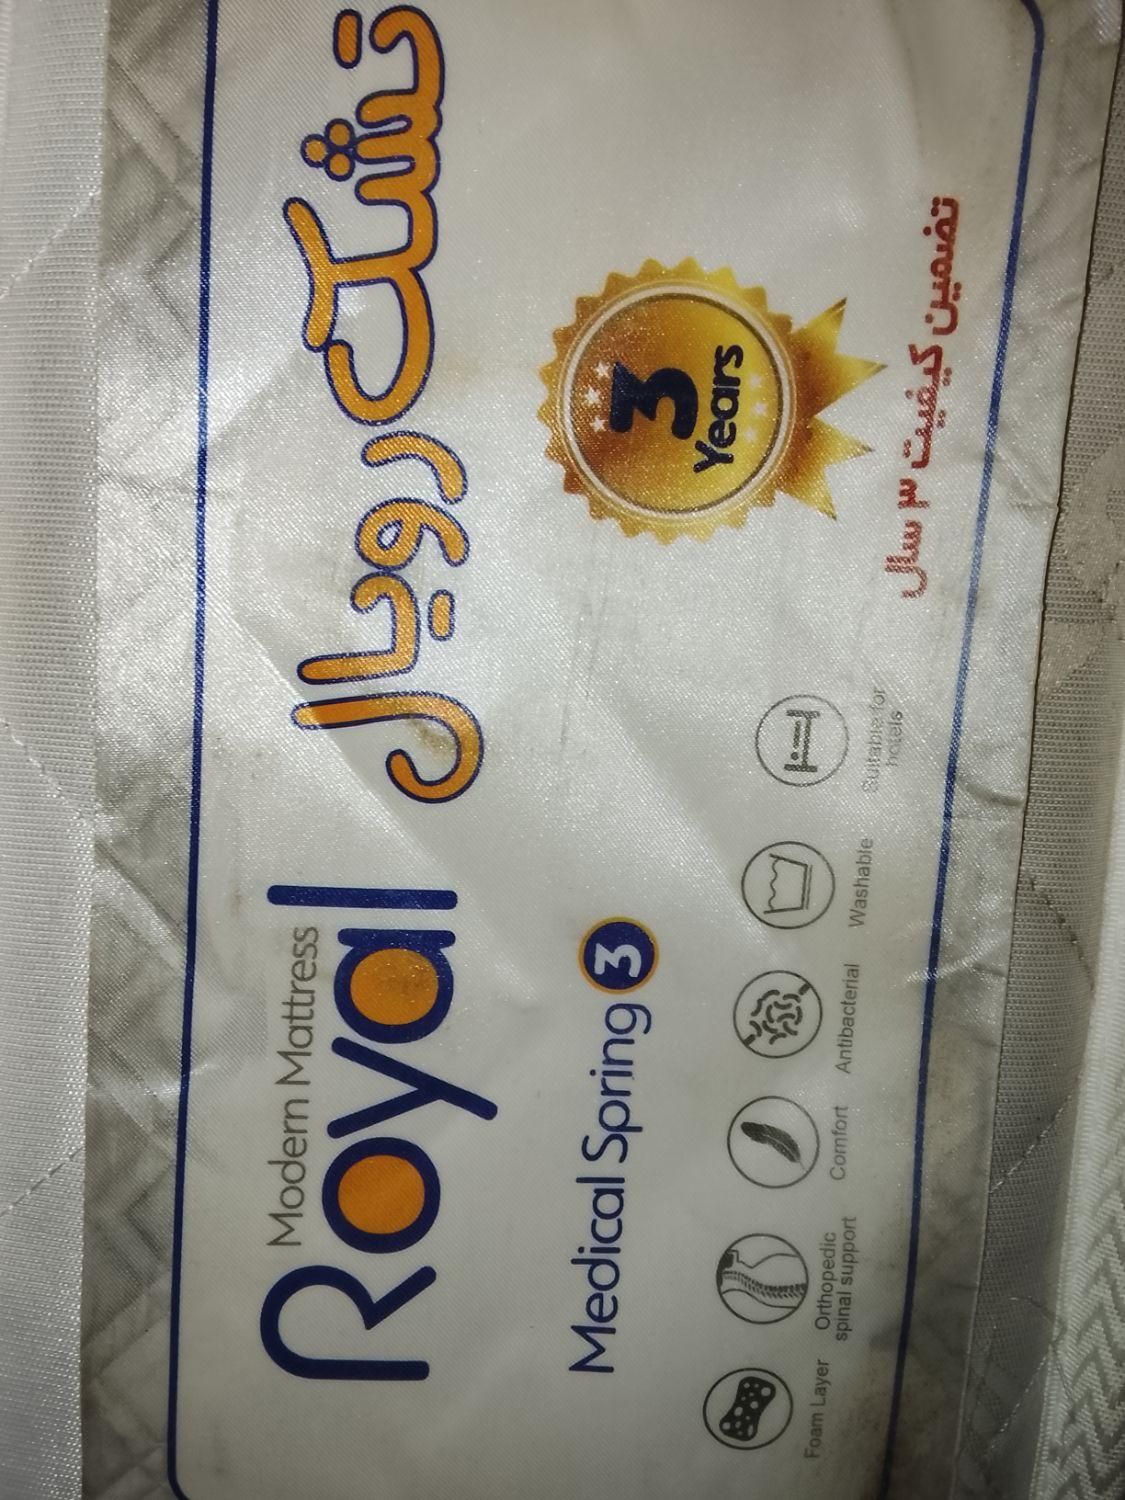 Modern Mattress
Royal
تشک رویال
Medical Spring 3
3
Years
تضمین کیفیت ۳ سال
Foam Layer
Orthopedic
spinal support
Comfort
Antibacterial
Washable
Suitable for
hotels